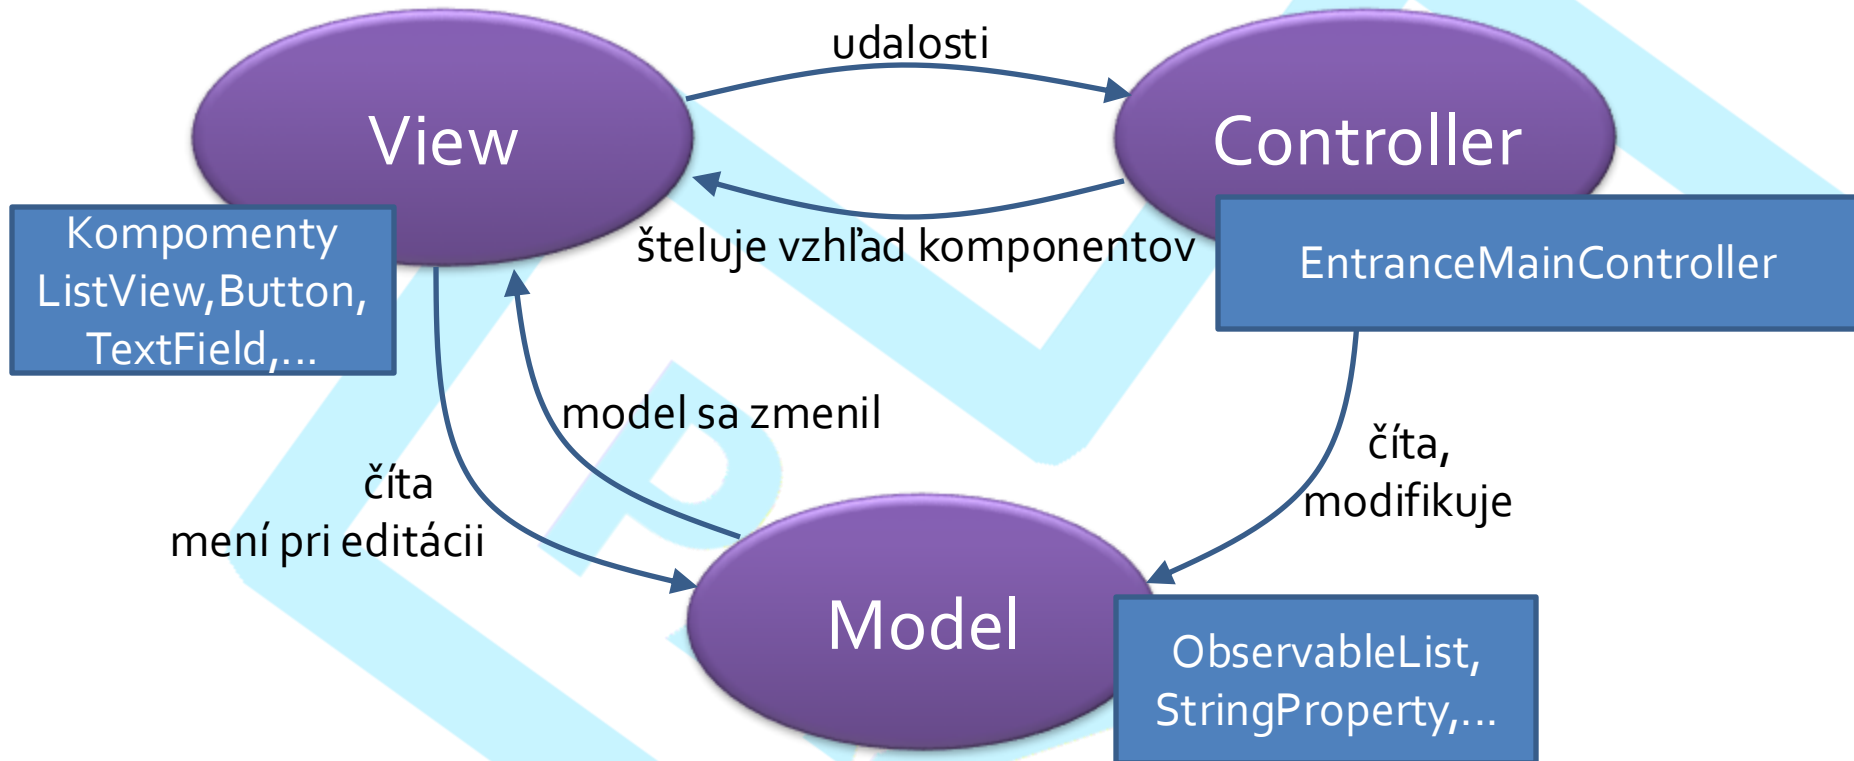 udalosti
View
Controller
Kompomenty
ListView,Button,
TextField,...
šteluje vzhľad komponentov
EntranceMainController
model sa zmenil
číta
mení pri editácii
číta,
modifikuje
Model
ObservableList,
StringProperty,...